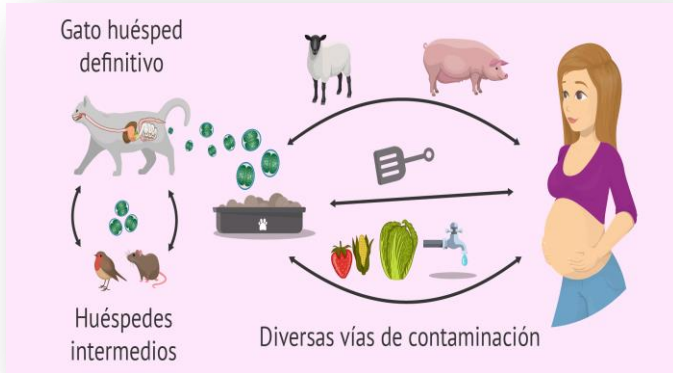 Gato huésped
definitivo
Huéspedes
intermedios
Diversas vías de contaminación